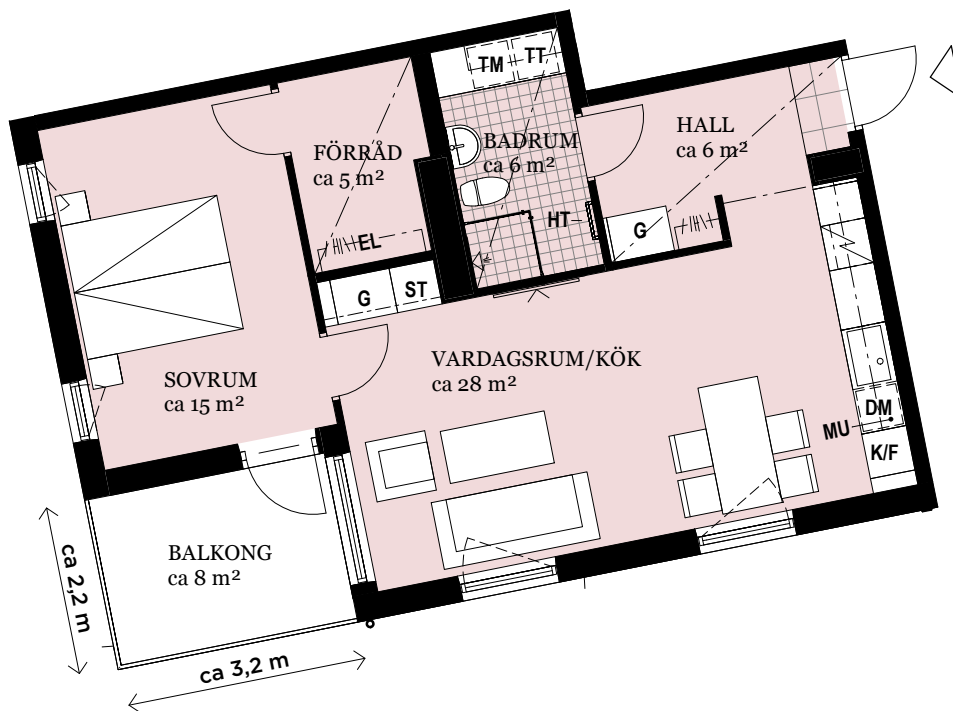 TM
TT
HALL
ca 6 m²
BADRUM
ca 6 m²
FÖRRÅD
ca 5 m²
HT
G
EL
G
ST
VARDAGSRUM/KÖK
ca 28 m²
SOVRUM
ca 15 m²
DM
MU
K/F
BALKONG
ca 8 m²
ca 2,2 m
ca 3,2 m